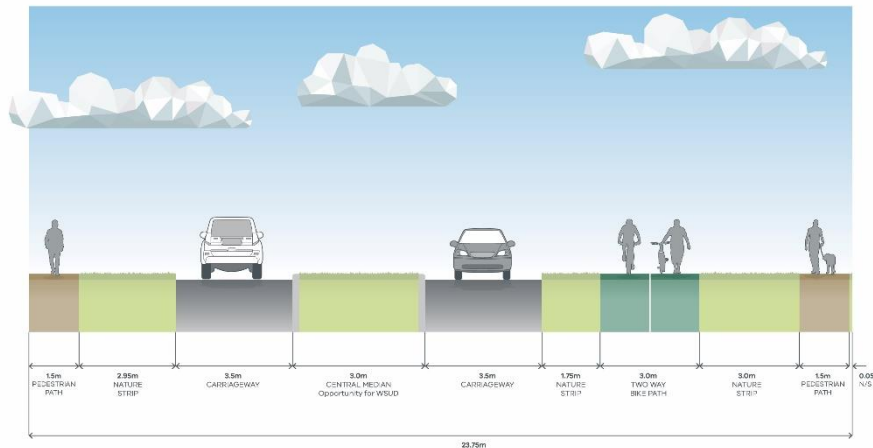 1.5m
PEDESTRIAN
PATH
2.95m
NATURE
STRIP
3.5m
CARRIAGEWAY
3.0m
CENTRAL MEDIAN
Opportunity for WSUD
3.5m
CARRIAGEWAY
1.75m
NATURE
STRIP
3.0m
TWO WAY
BIKE PATH
3.0m
NATURE
STRIP
1.5m
PEDESTRIAN
PATH
N/S
23.75m